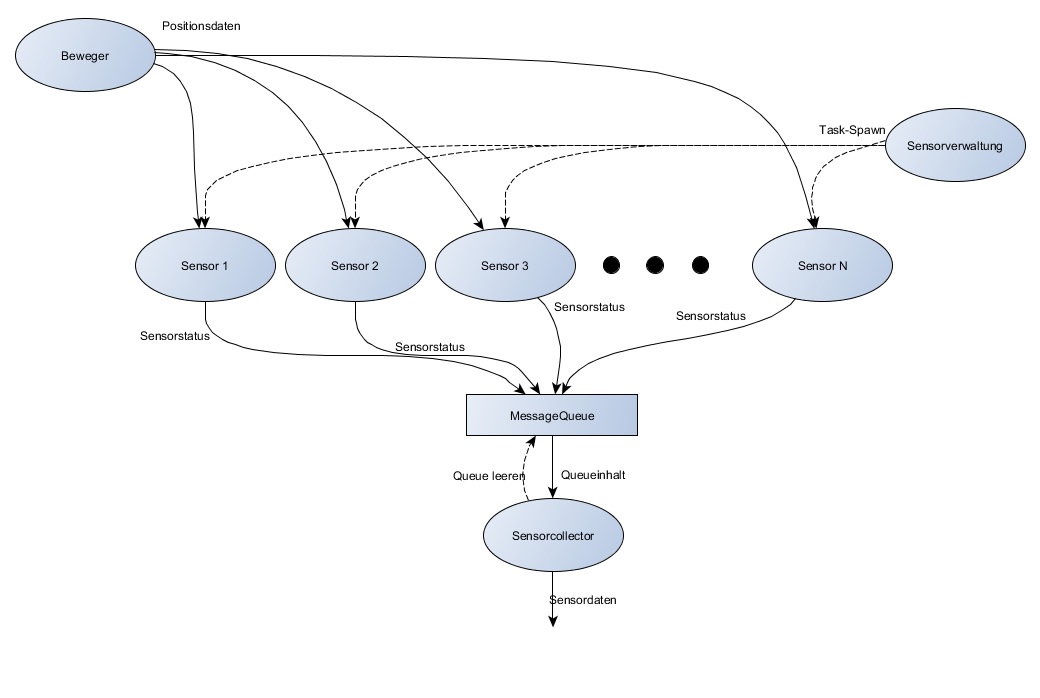 Positionsdaten
Beweger
Task-Spawn
Sensorverwaltung
Sensor 1
Sensor 2
Sensor 3
Sensor N
Sensorstatus
Sensorstatus
Sensorstatus
Sensorstatus
MessageQueue
Queue leeren
Queueinhalt
Sensorcollector
Sensordaten